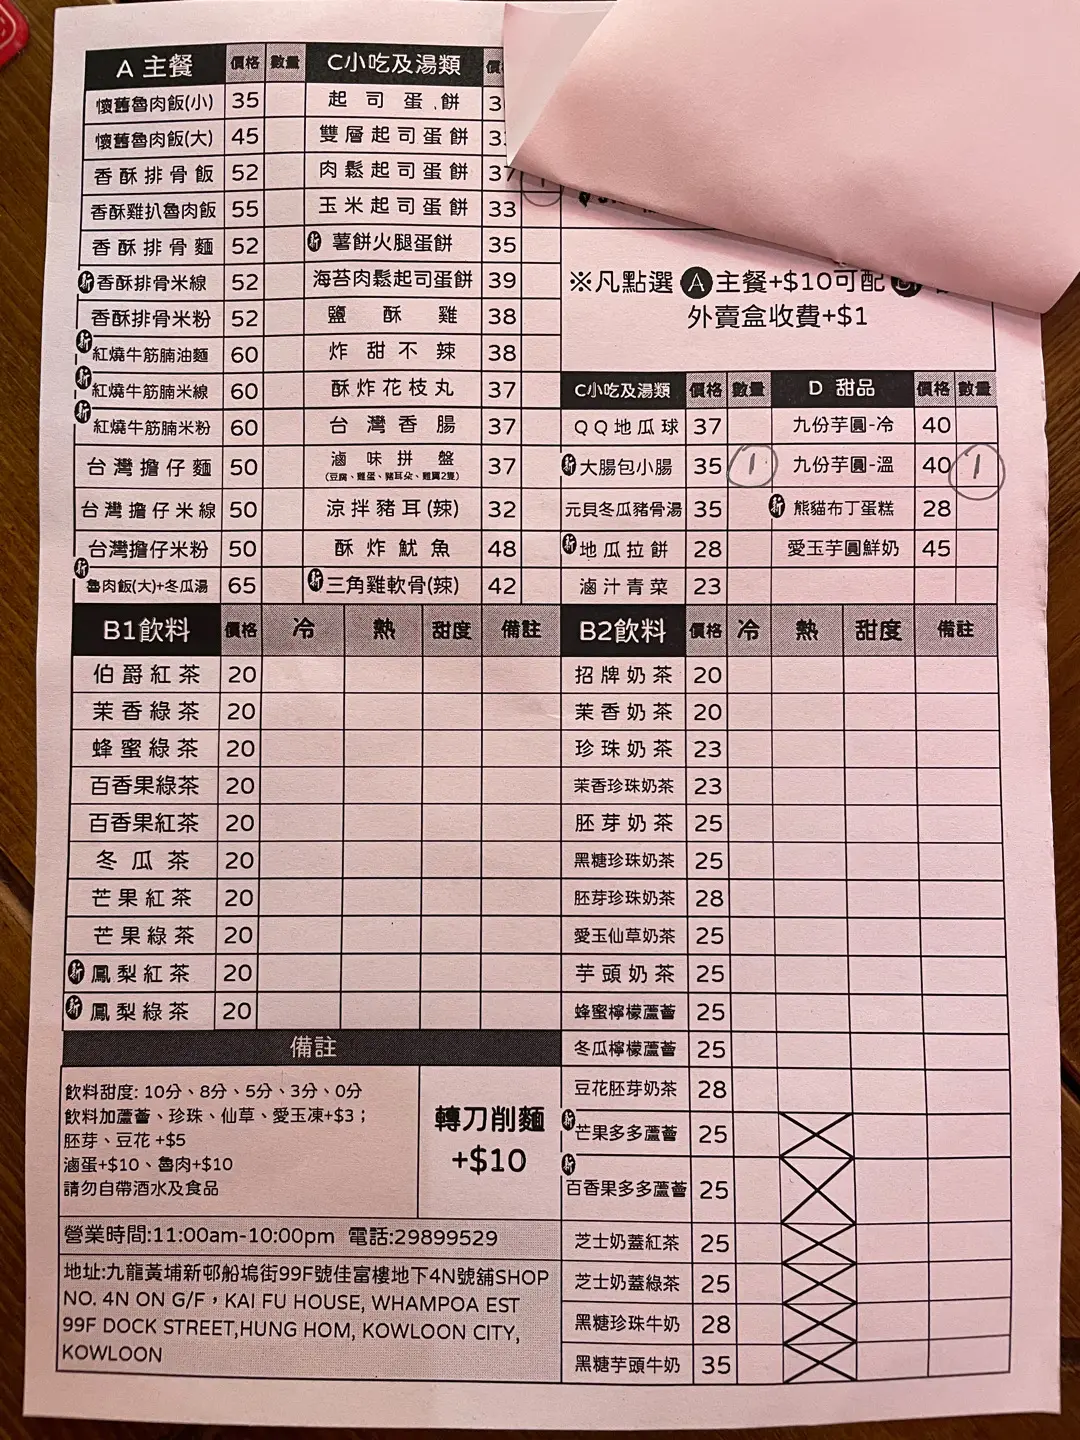 A 主餐 價格 數量
懷舊魯肉飯(小) 35
懷舊魯肉飯(大) 45
香酥排骨飯 52
香酥雞扒魯肉飯 55
香酥排骨麵 52
新 香酥排骨米線 52
香酥排骨米粉 52
新 紅燒牛筋腩油麵 60
新 紅燒牛筋腩米線 60
新 紅燒牛筋腩米粉 60
台灣擔仔麵 50
台灣擔仔米線 50
台灣擔仔米粉 50
新 魯肉飯(大)+冬瓜湯 65
C小吃及湯類
起司蛋餅
雙層起司蛋餅
肉鬆起司蛋餅 37 1
玉米起司蛋餅 33
新 薯餅火腿蛋餅 35
海苔肉鬆起司蛋餅 39
鹽酥雞 38
炸甜不辣 38
酥炸花枝丸 37
台灣香腸 37
滷味拼盤 37
(豆腐、雞蛋、豬耳朵、雞翼2隻)
涼拌豬耳(辣) 32
酥炸魷魚 48
新 三角雞軟骨(辣) 42
※凡點選 A 主餐+$10可配
外賣盒收費+$1
C小吃及湯類 價格 數量
QQ地瓜球 37
新 大腸包小腸 35 1
元貝冬瓜豬骨湯 35
新 地瓜拉餅 28
滷汁青菜 23
D 甜品 價格 數量
九份芋圓-冷 40
九份芋圓-溫 40 1
新 熊貓布丁蛋糕 28
愛玉芋圓鮮奶 45
B1飲料 價格 冷 熱 甜度 備註
伯爵紅茶 20
茉香綠茶 20
蜂蜜綠茶 20
百香果綠茶 20
百香果紅茶 20
冬瓜茶 20
芒果紅茶 20
芒果綠茶 20
新 鳳梨紅茶 20
新 鳳梨綠茶 20
B2飲料 價格 冷 熱 甜度 備註
招牌奶茶 20
茉香奶茶 20
珍珠奶茶 23
茉香珍珠奶茶 23
胚芽奶茶 25
黑糖珍珠奶茶 25
胚芽珍珠奶茶 28
愛玉仙草奶茶 25
芋頭奶茶 25
蜂蜜檸檬蘆薈 25
冬瓜檸檬蘆薈 25
豆花胚芽奶茶 28
新 芒果多多蘆薈 25
新 百香果多多蘆薈 25
芝士奶蓋紅茶 25
芝士奶蓋綠茶 25
黑糖珍珠牛奶 28
黑糖芋頭牛奶 35
備註
飲料甜度: 10分、8分、5分、3分、0分
飲料加蘆薈、珍珠、仙草、愛玉凍+$3；
胚芽、豆花 +$5
滷蛋+$10、魯肉+$10
請勿自帶酒水及食品
轉刀削麵
+$10
營業時間:11:00am-10:00pm 電話:29899529
地址:九龍黃埔新邨船塢街99F號佳富樓地下4N號舖SHOP
NO. 4N ON G/F，KAI FU HOUSE, WHAMPOA EST
99F DOCK STREET,HUNG HOM, KOWLOON CITY,
KOWLOON